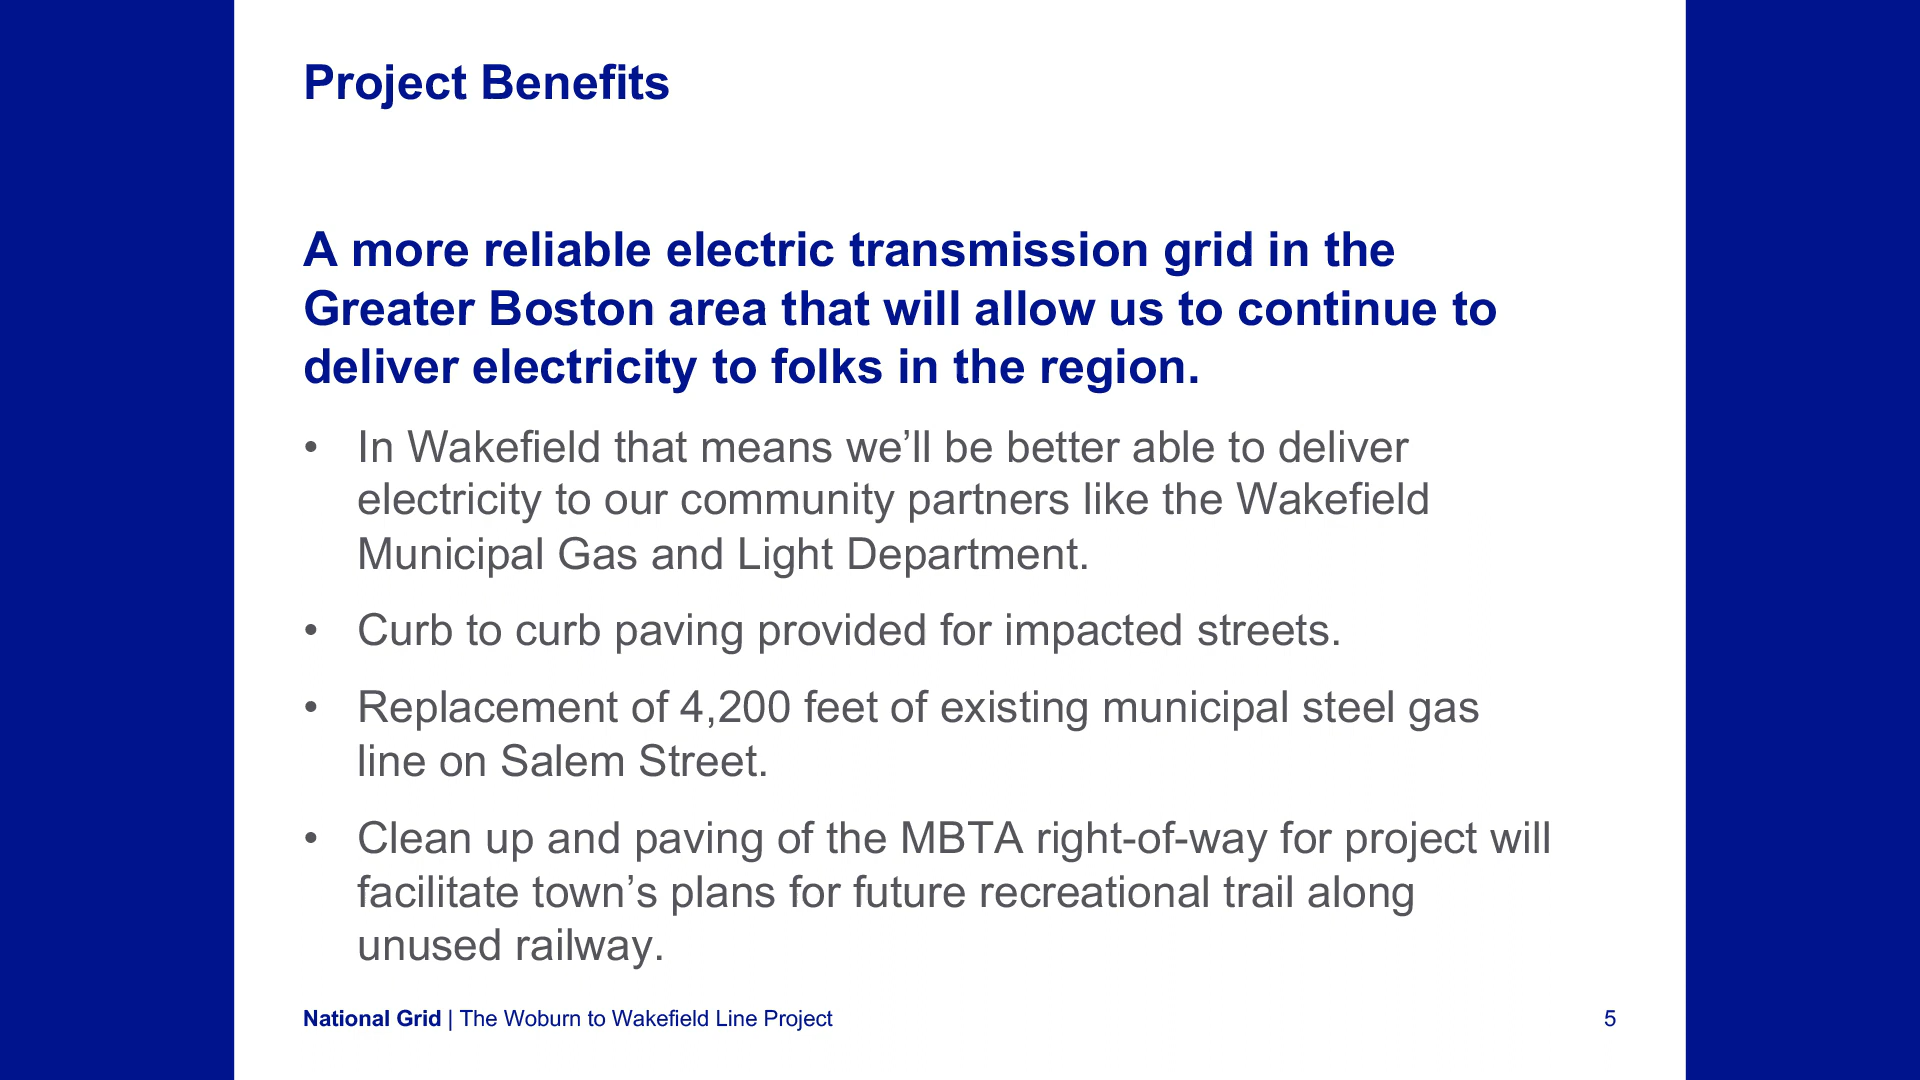 Project Benefits
A more reliable electric transmission grid in the
Greater Boston area that will allow us to continue to
deliver electricity to folks in the region.
• In Wakefield that means we’ll be better able to deliver
electricity to our community partners like the Wakefield
Municipal Gas and Light Department.
• Curb to curb paving provided for impacted streets.
• Replacement of 4,200 feet of existing municipal steel gas
line on Salem Street.
• Clean up and paving of the MBTA right-of-way for project will
facilitate town’s plans for future recreational trail along
unused railway.
National Grid | The Woburn to Wakefield Line Project 5